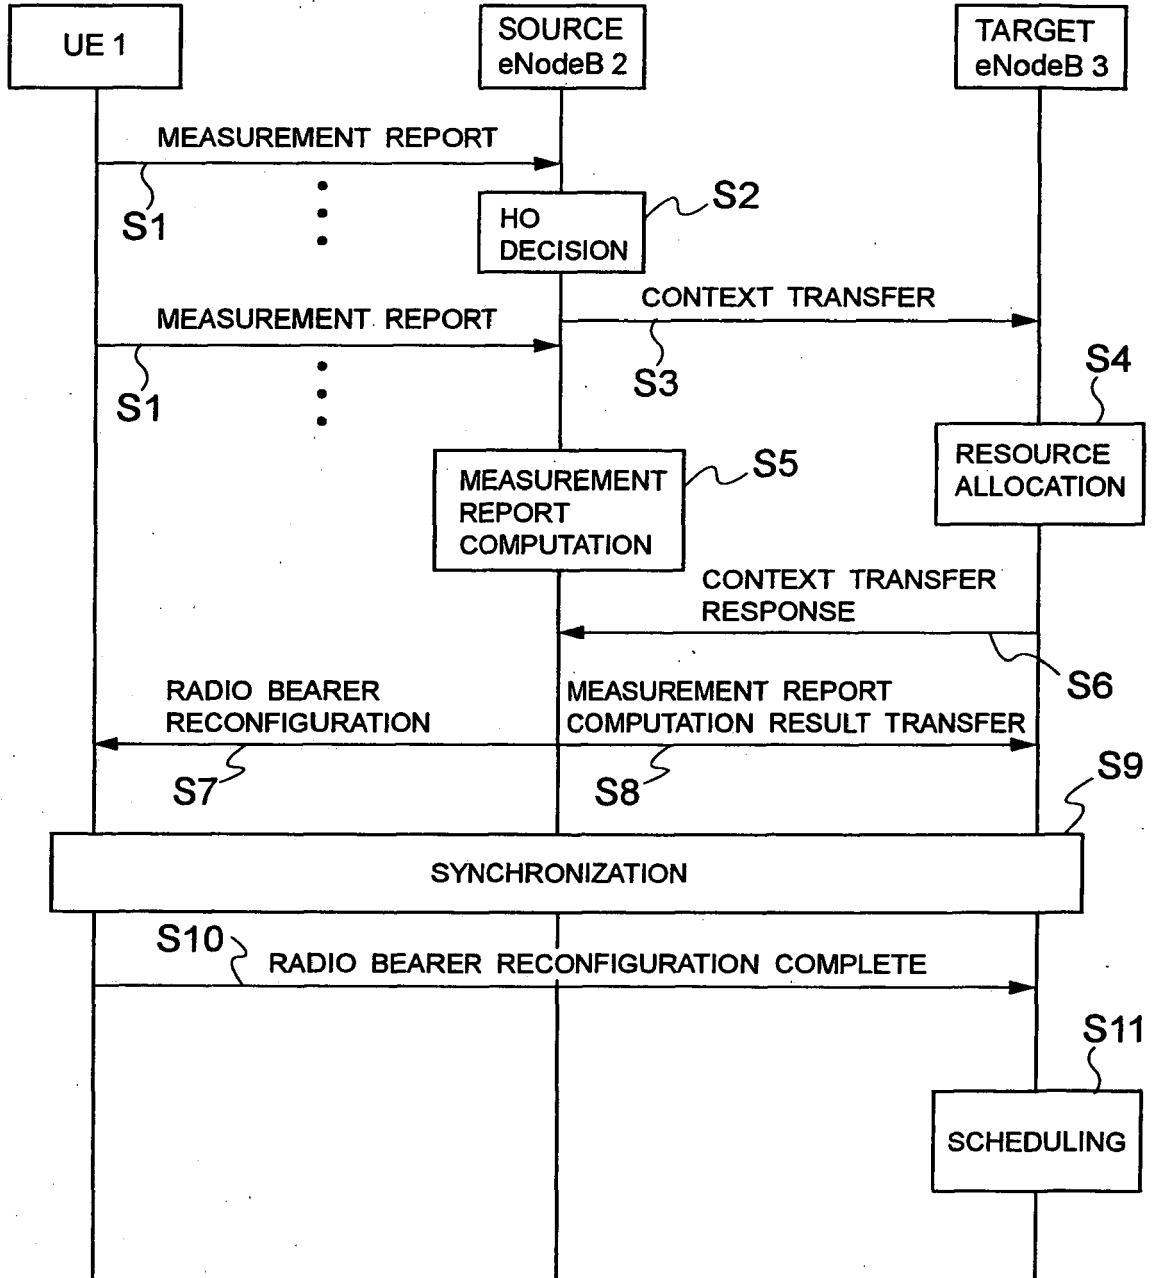 UE 1
SOURCE
eNodeB 2
TARGET
eNodeB 3
MEASUREMENT REPORT
S1
S2
HO
DECISION
CONTEXT TRANSFER
MEASUREMENT REPORT
S3
S1
S4
RESOURCE
ALLOCATION
S5
MEASUREMENT
REPORT
COMPUTATION
CONTEXT TRANSFER
RESPONSE
S6
RADIO BEARER
RECONFIGURATION
MEASUREMENT REPORT
COMPUTATION RESULT TRANSFER
S7
S8
S9
SYNCHRONIZATION
S10
RADIO BEARER RECONFIGURATION COMPLETE
S11
SCHEDULING